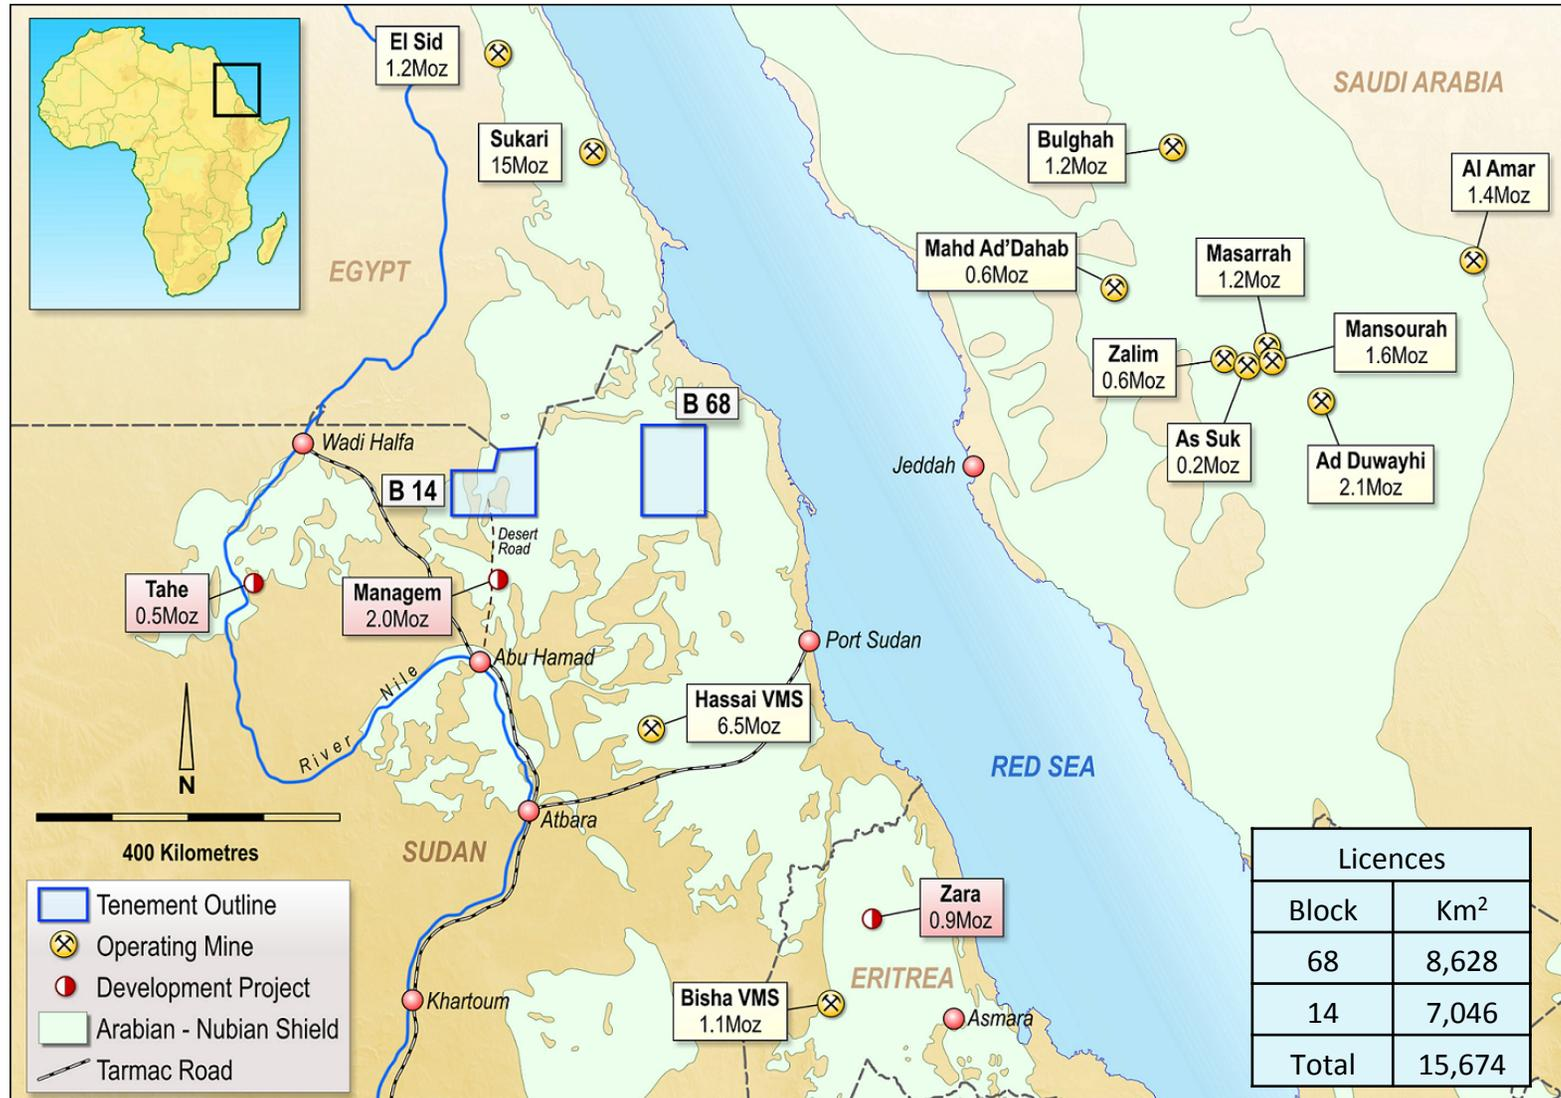 El Sid
1.2Moz
SAUDI ARABIA
Sukari
15Moz
Bulghah
1.2Moz
Al Amar
1.4Moz
EGYPT
Mahd Ad'Dahab
0.6Moz
Masarrah
1.2Moz
Zalim
0.6Moz
Mansourah
1.6Moz
B 68
Wadi Halfa
As Suk
0.2Moz
Ad Duwayhi
2.1Moz
Jeddah
B 14
Desert
Road
Tahe
0.5Moz
Managem
2.0Moz
Abu Hamad
Port Sudan
River Nile
Hassai VMS
6.5Moz
RED SEA
N
400 Kilometres
SUDAN
Atbara
Zara
0.9Moz
ERITREA
Bisha VMS
1.1Moz
Khartoum
Asmara
Tenement Outline
Operating Mine
Development Project
Arabian - Nubian Shield
Tarmac Road
Licences
Block Km²
68 8,628
14 7,046
Total 15,674